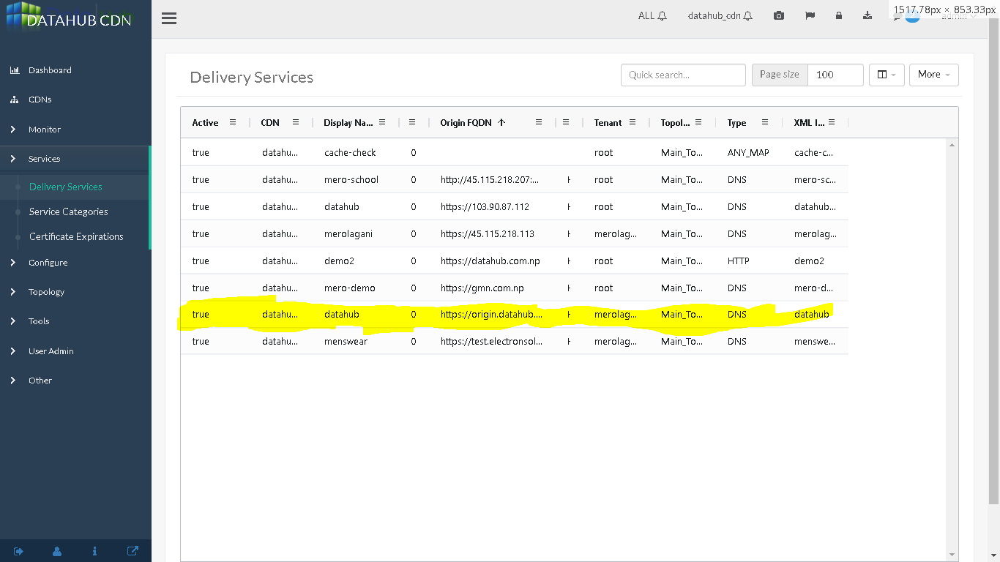 DATAHUB CDN
ALL datahub_cdn 1517.78px × 853.33px
Dashboard
CDNs
Monitor
Services
Delivery Services
Service Categories
Certificate Expirations
Configure
Topology
Tools
User Admin
Other
Delivery Services Quick search... Page size 100 More
Active CDN Display Na... Origin FQDN Tenant Topol... Type XML I...
true datahu... cache-check 0 root Main_To... ANY_MAP cache-c...
true datahu... mero-school 0 http://45.115.218.207:... root Main_To... DNS mero-sc...
true datahu... datahub 0 https://103.90.87.112 root Main_To... DNS datahub...
true datahu... merolagani 0 https://45.115.218.113 merolag... Main_To... DNS merolag...
true datahu... demo2 0 https://datahub.com.np root Main_To... HTTP demo2
true datahu... mero-demo 0 https://gmn.com.np root Main_To... DNS mero-d...
true datahu... datahub 0 https://origin.datahub.... merolag... Main_To... DNS datahub
true datahu... menswear 0 https://test.electronsol... merolag... Main_To... DNS menswe...